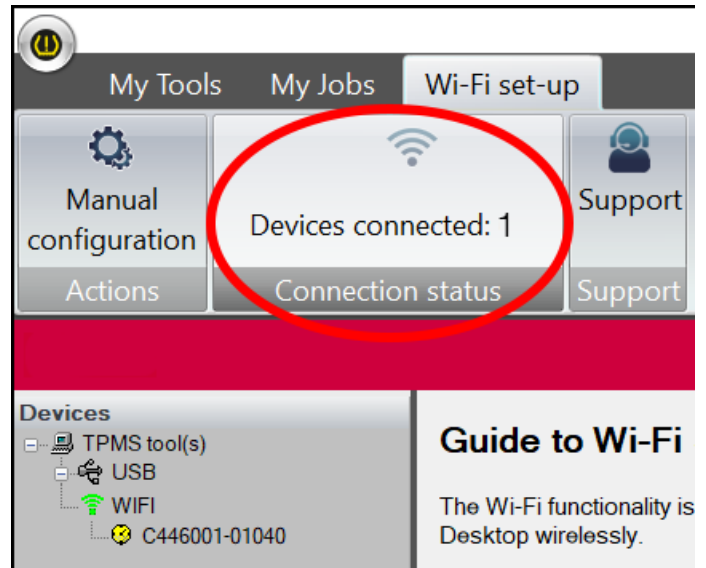 My Tools My Jobs Wi-Fi set-up
Manual
configuration
Devices connected: 1
Support
Actions Connection status Support
Devices
TPMS tool(s)
USB
WIFI
C446001-01040
Guide to Wi-Fi
The Wi-Fi functionality is
Desktop wirelessly.